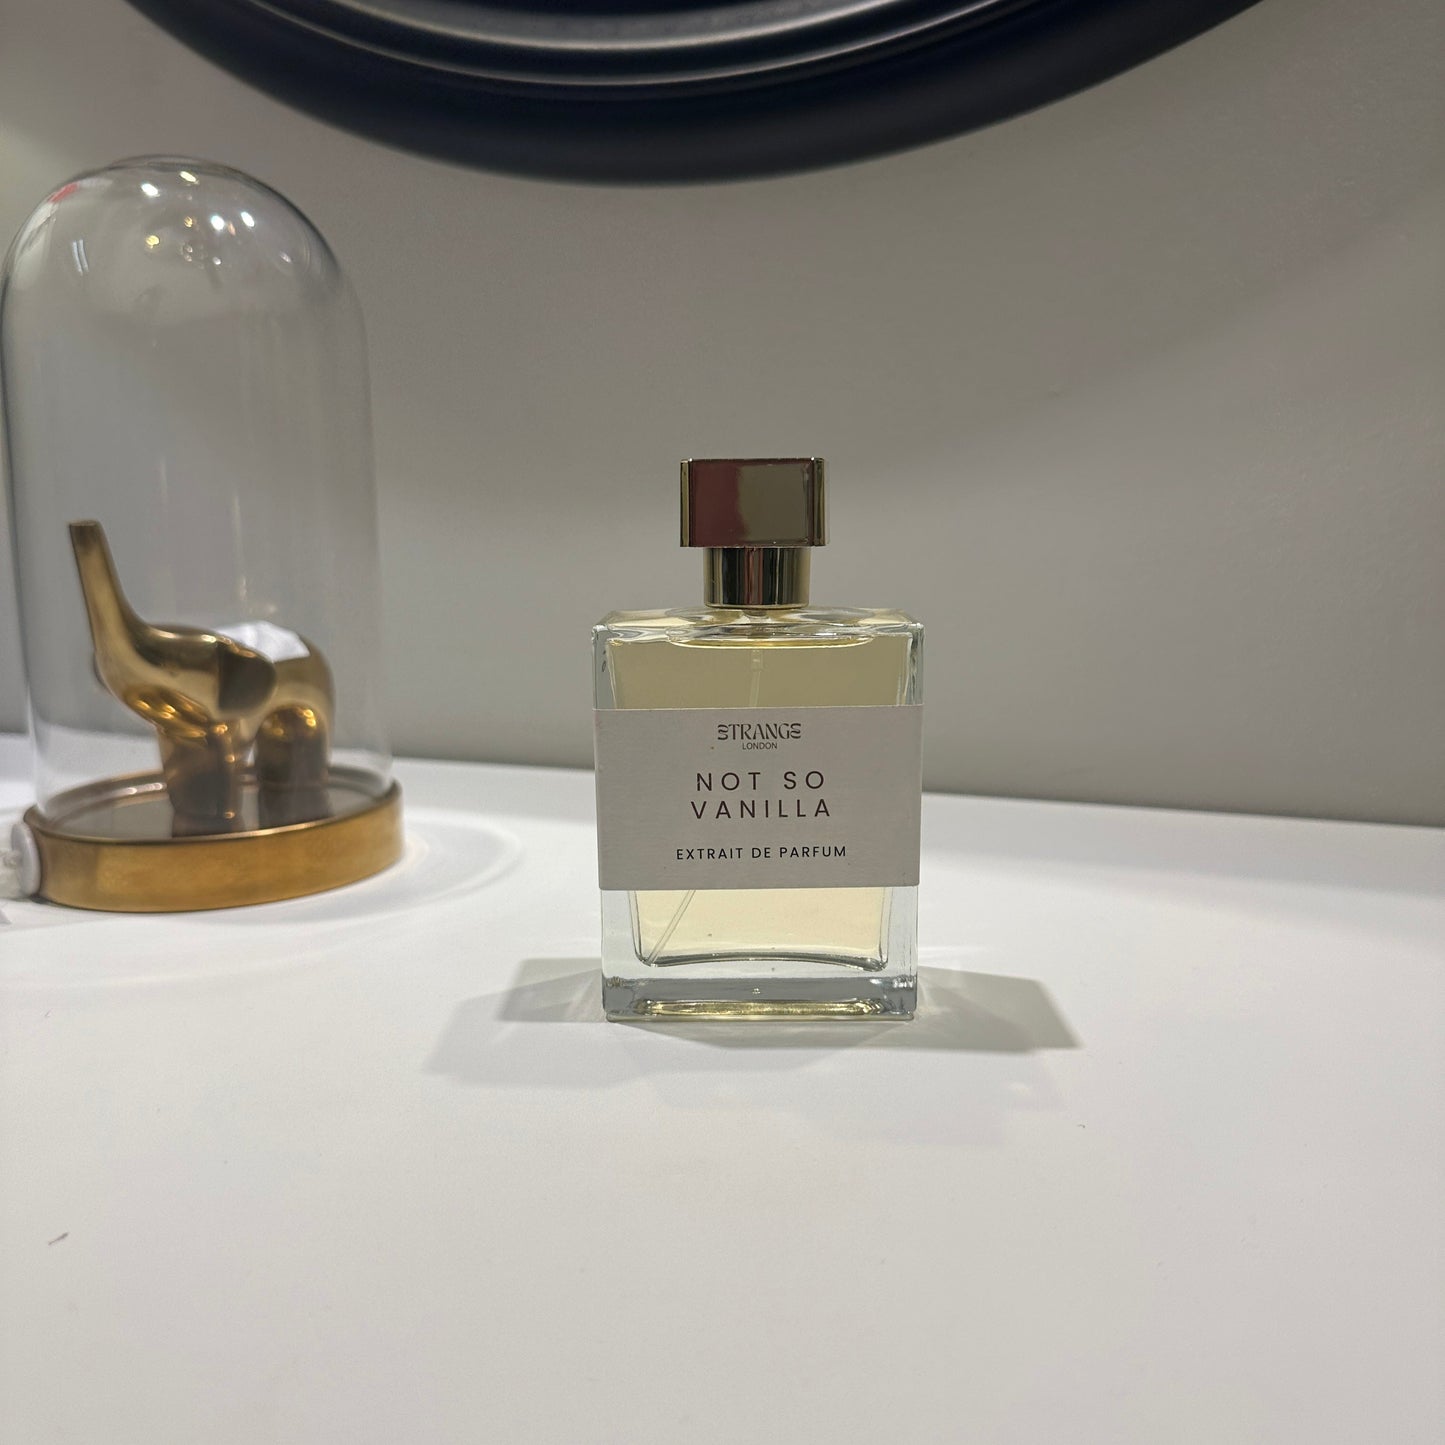 STRANGE
LONDON
NOT SO
VANILLA
EXTRAIT DE PARFUM